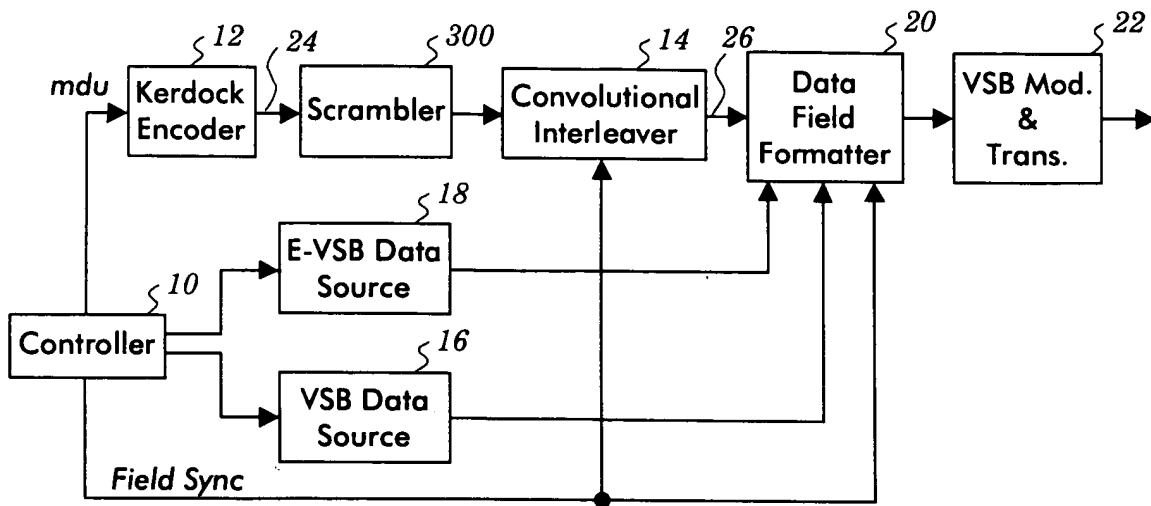 12
24
300
14
26
20
22
mdu
Kerdock
Encoder
Scrambler
Convolutional
Interleaver
Data
Field
Formatter
VSB Mod.
&
Trans.
18
E-VSB Data
Source
10
Controller
16
VSB Data
Source
Field Sync